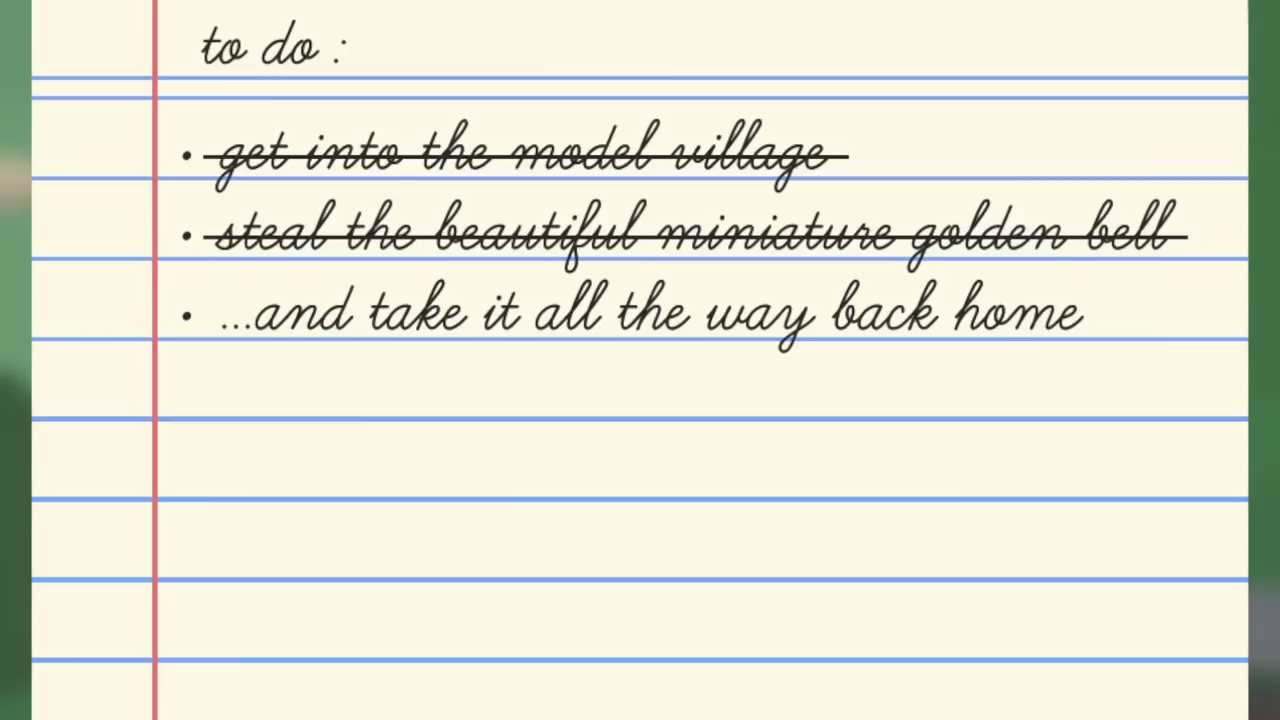 to do :
• get into the model village
• steal the beautiful miniature golden bell
• ...and take it all the way back home